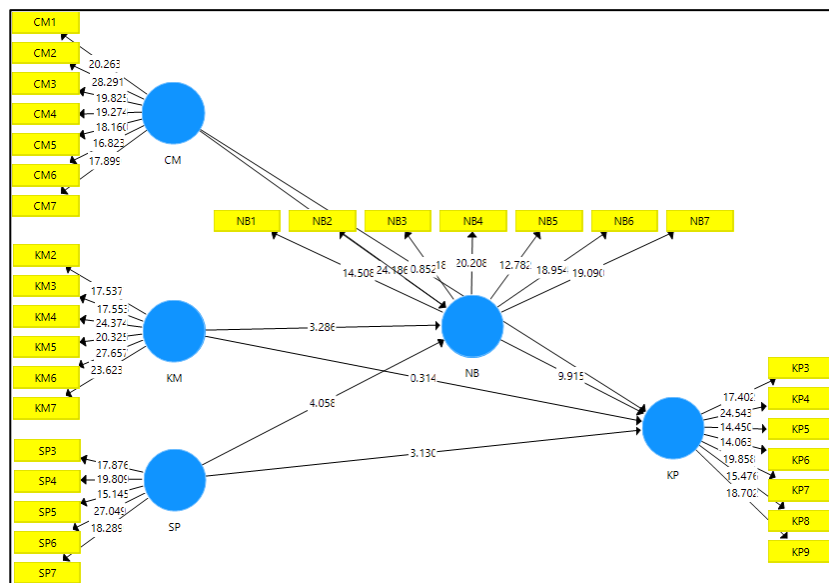 CM1
CM2
CM3
CM4
CM5
CM6
CM7
20.263
28.291
19.825
19.274
18.160
16.823
17.899
CM
NB1
NB2
NB3
NB4
NB5
NB6
NB7
14.508
24.186
0.852
20.208
12.782
18.954
19.090
NB
KM2
KM3
KM4
KM5
KM6
KM7
17.537
17.553
24.374
20.325
27.657
23.623
KM
3.286
0.314
4.058
3.130
9.915
SP3
SP4
SP5
SP6
SP7
17.876
19.809
15.145
27.049
18.289
SP
KP3
KP4
KP5
KP6
KP7
KP8
KP9
17.402
24.543
14.450
14.063
19.858
15.476
18.702
KP